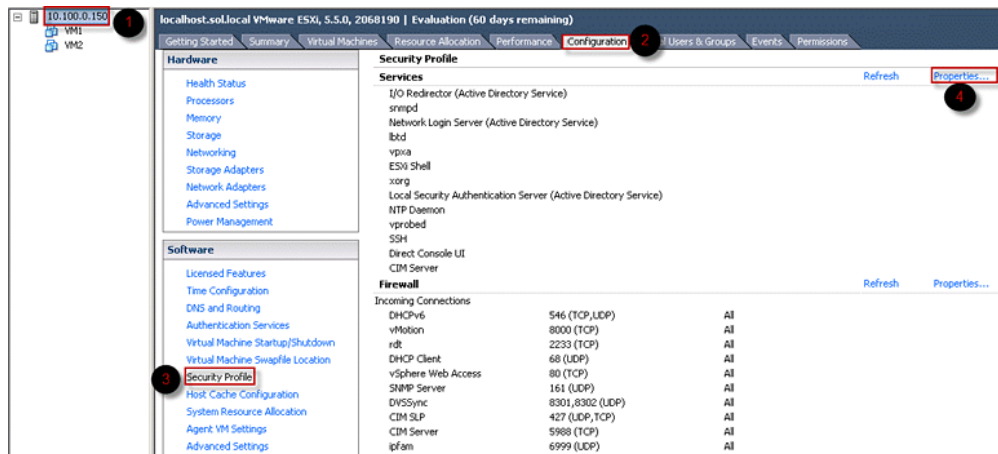 10.100.0.150
1
VM1
VM2
localhost.sol.local VMware ESXi, 5.5.0, 2068190 | Evaluation (60 days remaining)
Getting Started Summary Virtual Machines Resource Allocation Performance Configuration 2 Users & Groups Events Permissions
Hardware
Health Status
Processors
Memory
Storage
Networking
Storage Adapters
Network Adapters
Advanced Settings
Power Management
Software
Licensed Features
Time Configuration
DNS and Routing
Authentication Services
Virtual Machine Startup/Shutdown
Virtual Machine Swapfile Location
3 Security Profile
Host Cache Configuration
System Resource Allocation
Agent VM Settings
Advanced Settings
Security Profile
Services Refresh Properties...
4
I/O Redirector (Active Directory Service)
snmpd
Network Login Server (Active Directory Service)
lbtd
vpxa
ESXi Shell
xorg
Local Security Authentication Server (Active Directory Service)
NTP Daemon
vprobed
SSH
Direct Console UI
CIM Server
Firewall Refresh Properties...
Incoming Connections
DHCPv6 546 (TCP,UDP) All
vMotion 8000 (TCP) All
rdt 2233 (TCP) All
DHCP Client 68 (UDP) All
vSphere Web Access 80 (TCP) All
SNMP Server 161 (UDP) All
DVSSync 8301,8302 (UDP) All
CIM SLP 427 (UDP,TCP) All
CIM Server 5988 (TCP) All
ipfam 6999 (UDP) All